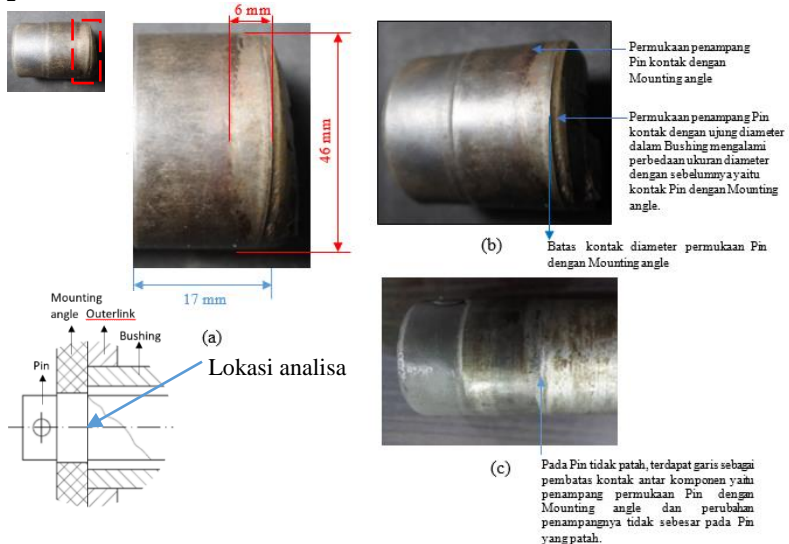 6 mm
46 mm
17 mm
(a)
Permukaan penampang
Pin kontak dengan
Mounting angle
Permukaan penampang Pin
kontak dengan ujung diameter
dalam Bushing mengalami
perbedaan ukuran diameter
dengan sebelumnya yaitu
kontak Pin dengan Mounting
angle.
(b)
Batas kontak diameter permukaan Pin
dengan Mounting angle
Mounting
angle Outerlink
Bushing
Pin
Lokasi analisa
(c)
Pada Pin tidak patah, terdapat garis sebagai
pembatas kontak antar komponen yaitu
penampang permukaan Pin dengan
Mounting angle dan perubahan
penampangnya tidak sebesar pada Pin
yang patah.